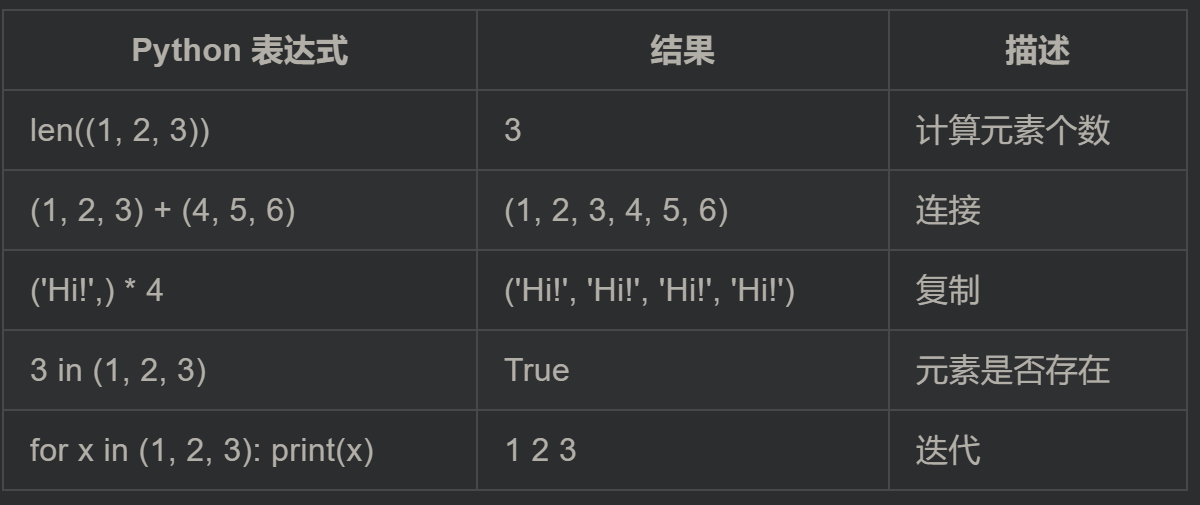 Python 表达式 结果 描述
len((1, 2, 3)) 3 计算元素个数
(1, 2, 3) + (4, 5, 6) (1, 2, 3, 4, 5, 6) 连接
('Hi!',) * 4 ('Hi!', 'Hi!', 'Hi!', 'Hi!') 复制
3 in (1, 2, 3) True 元素是否存在
for x in (1, 2, 3): print(x) 1 2 3 迭代